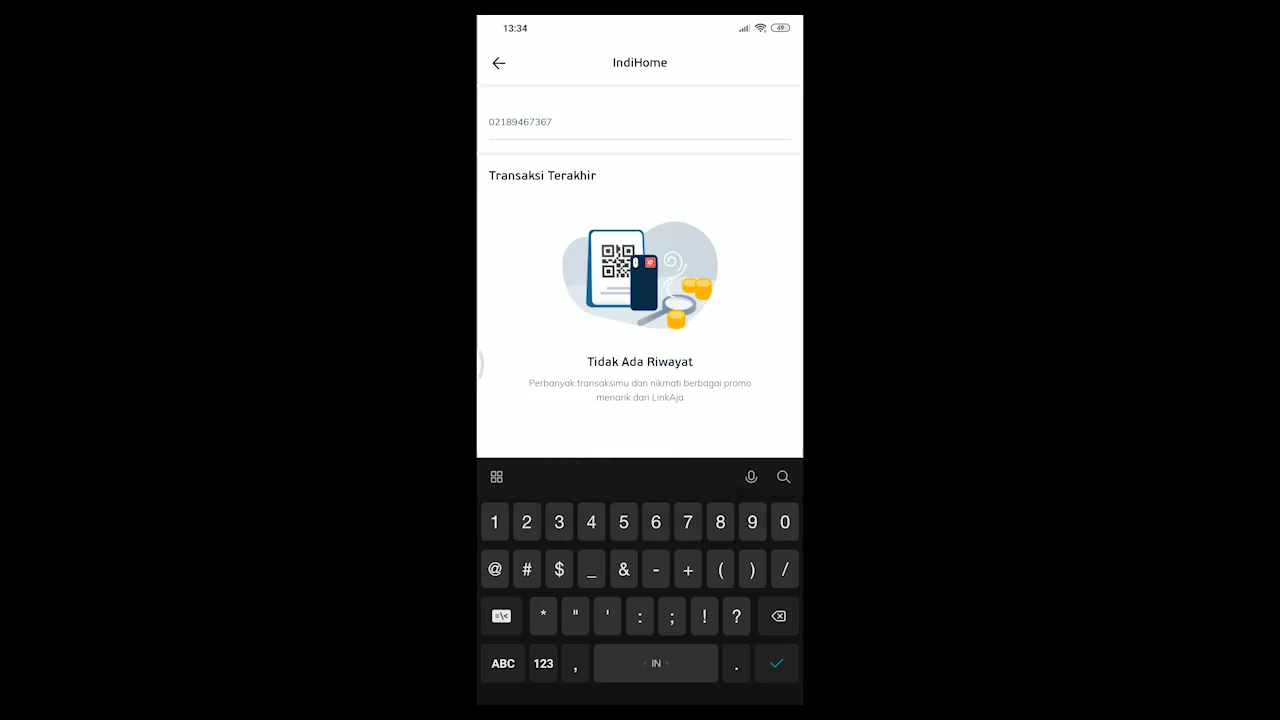 13:34
49
IndiHome
02189467367
Transaksi Terakhir
Tidak Ada Riwayat
Perbanyak transaksimu dan nikmati berbagai promo
menarik dari LinkAja
1 2 3 4 5 6 7 8 9 0
@ # $ _ & - + ( ) /
=\< * " ' : ; ! ?
ABC 123 , IN .